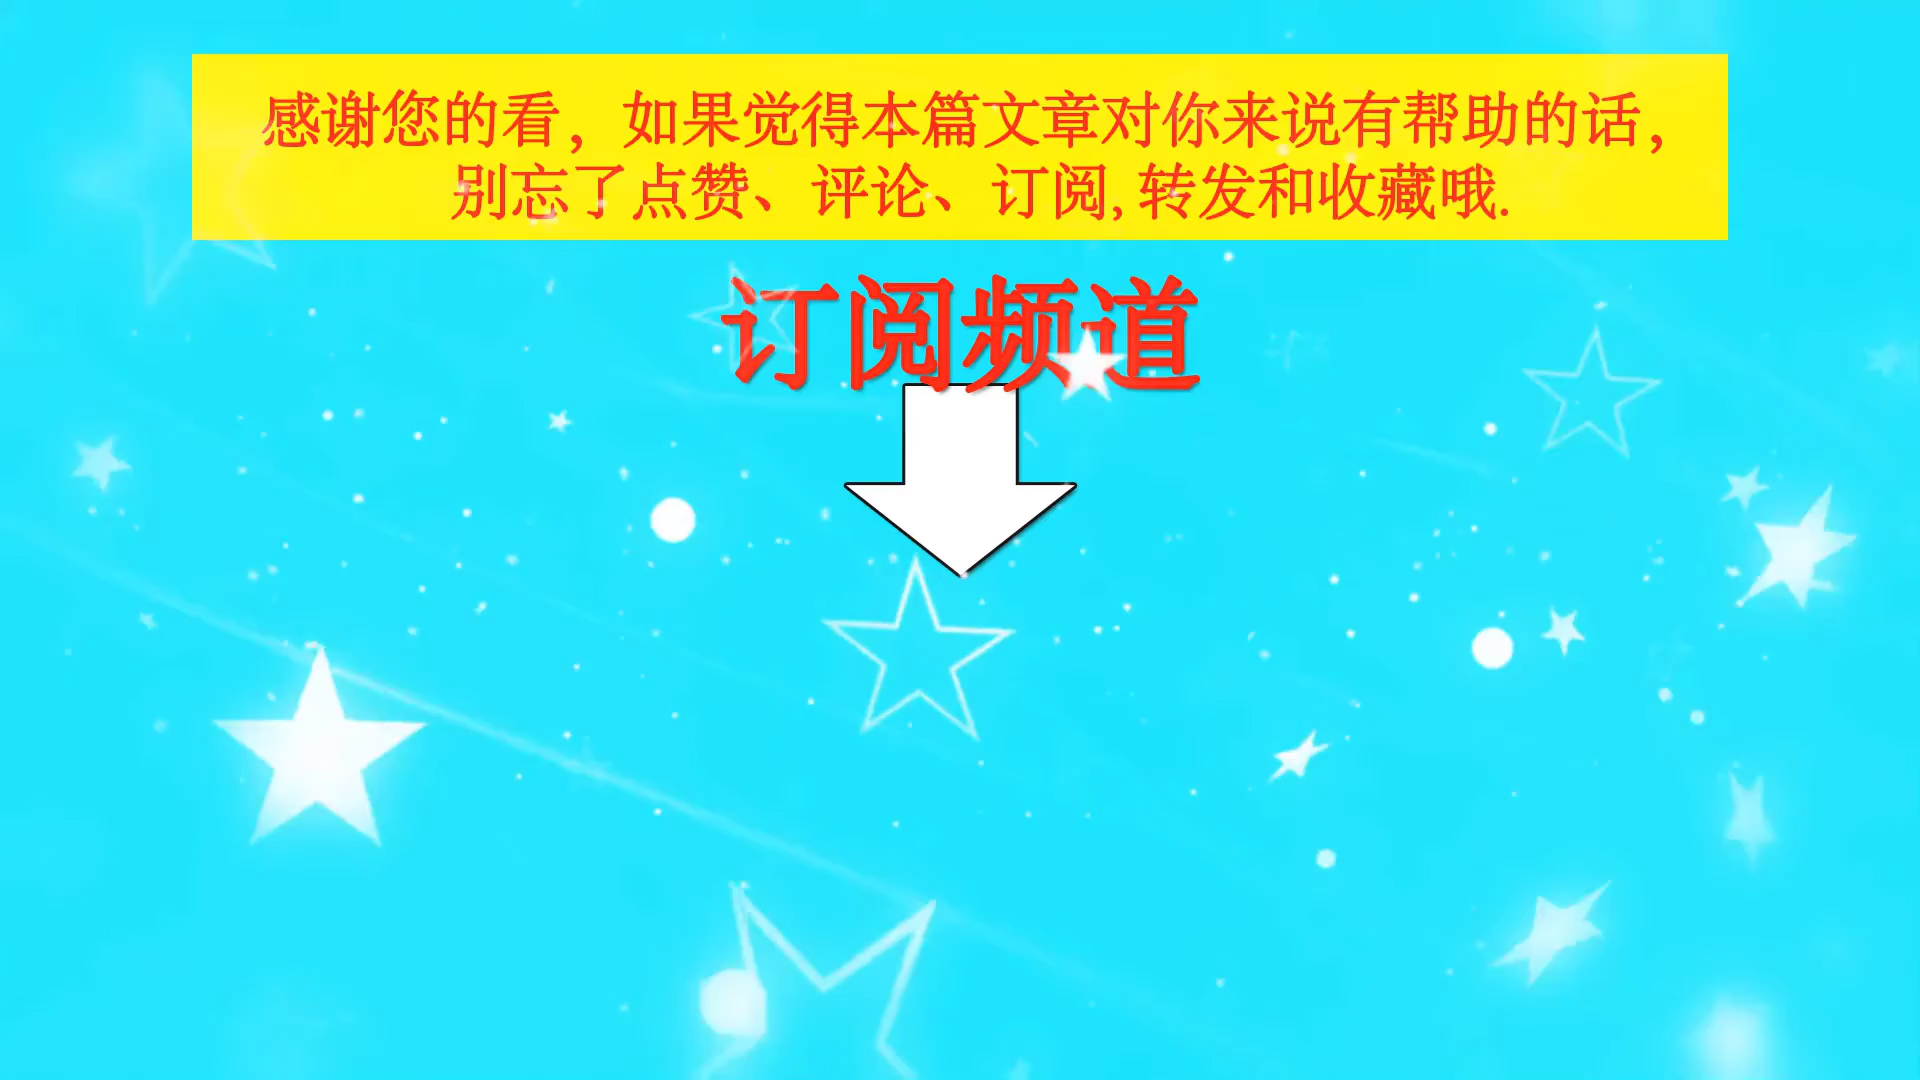 感谢您的看，如果觉得本篇文章对你来说有帮助的话，
别忘了点赞、评论、订阅,转发和收藏哦.
订阅频道